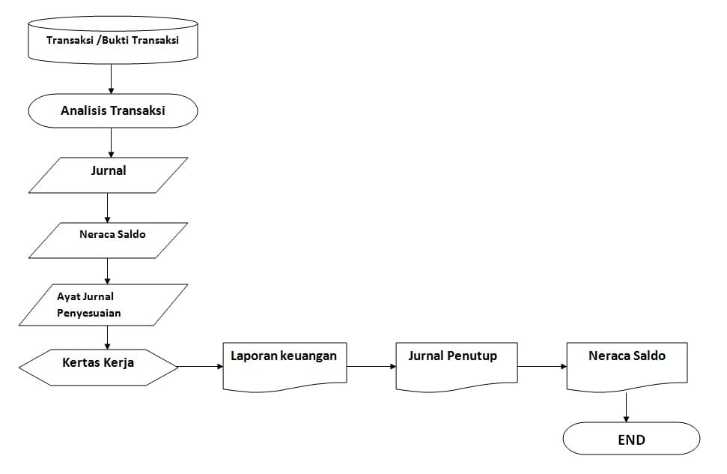 Transaksi /Bukti Transaksi
Analisis Transaksi
Jurnal
Neraca Saldo
Ayat Jurnal
Penyesuaian
Kertas Kerja
Laporan keuangan
Jurnal Penutup
Neraca Saldo
END